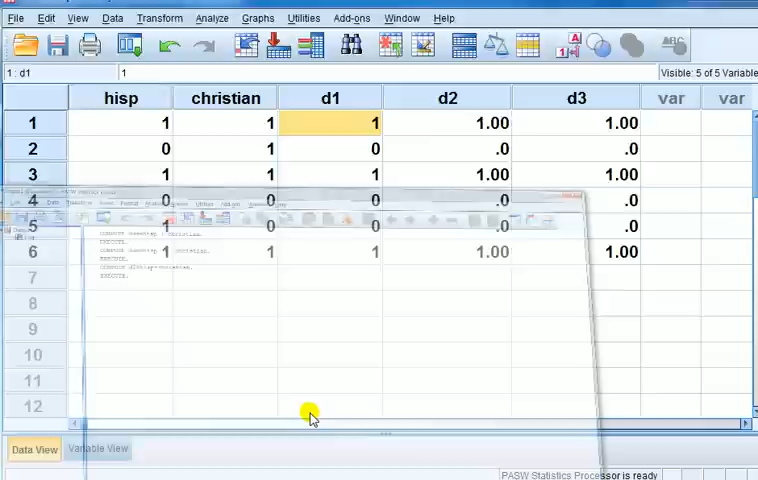 File Edit View Data Transform Analyze Graphs Utilities Add-ons Window Help
1 : d1 1 Visible: 5 of 5 Variable
hisp christian d1 d2 d3 var var
1 1 1 1 1.00 1.00
2 0 1 0 .0 .0
3 1 1 1 1.00 1.00
4 0 0 0 .0 .0
5 1 0 0 .0 .0
6 1 1 1 1.00 1.00
7
8
9
10
11
12
Data View Variable View
PASW Statistics Processor is ready